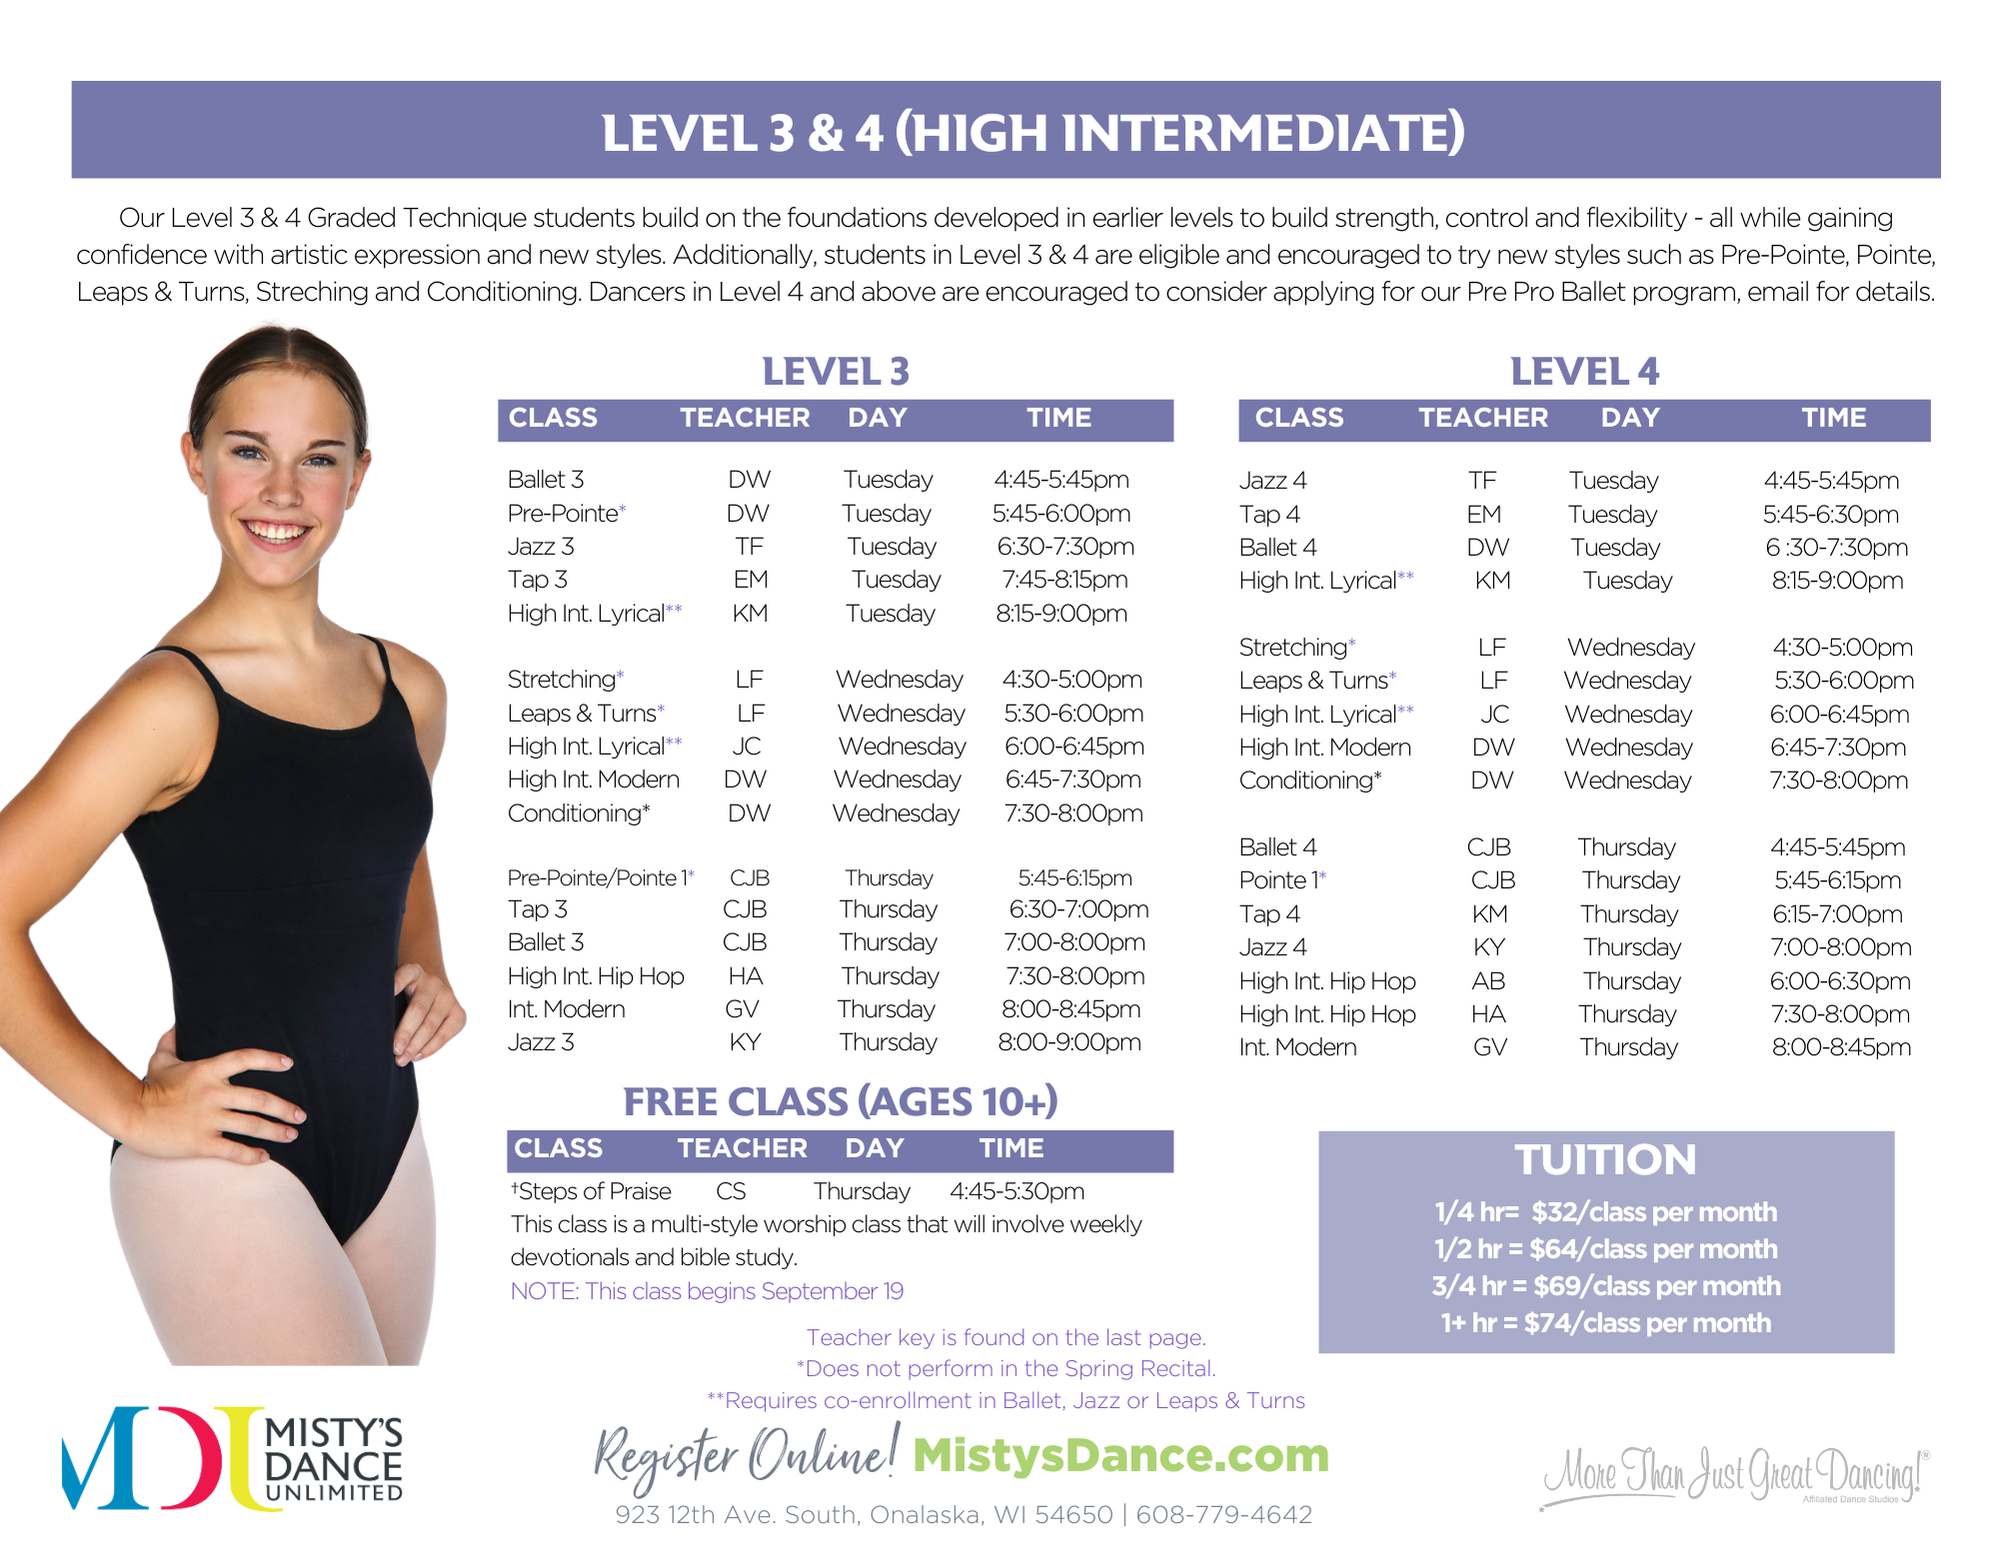 LEVEL 3 & 4 (HIGH INTERMEDIATE)
Our Level 3 & 4 Graded Technique students build on the foundations developed in earlier levels to build strength, control and flexibility - all while gaining
confidence with artistic expression and new styles. Additionally, students in Level 3 & 4 are eligible and encouraged to try new styles such as Pre-Pointe, Pointe,
Leaps & Turns, Streching and Conditioning. Dancers in Level 4 and above are encouraged to consider applying for our Pre Pro Ballet program, email for details.
LEVEL 3
CLASS TEACHER DAY TIME
Ballet 3 DW Tuesday 4:45-5:45pm
Pre-Pointe* DW Tuesday 5:45-6:00pm
Jazz 3 TF Tuesday 6:30-7:30pm
Tap 3 EM Tuesday 7:45-8:15pm
High Int. Lyrical** KM Tuesday 8:15-9:00pm
Stretching* LF Wednesday 4:30-5:00pm
Leaps & Turns* LF Wednesday 5:30-6:00pm
High Int. Lyrical** JC Wednesday 6:00-6:45pm
High Int. Modern DW Wednesday 6:45-7:30pm
Conditioning* DW Wednesday 7:30-8:00pm
Pre-Pointe/Pointe 1* CJB Thursday 5:45-6:15pm
Tap 3 CJB Thursday 6:30-7:00pm
Ballet 3 CJB Thursday 7:00-8:00pm
High Int. Hip Hop HA Thursday 7:30-8:00pm
Int. Modern GV Thursday 8:00-8:45pm
Jazz 3 KY Thursday 8:00-9:00pm
LEVEL 4
CLASS TEACHER DAY TIME
Jazz 4 TF Tuesday 4:45-5:45pm
Tap 4 EM Tuesday 5:45-6:30pm
Ballet 4 DW Tuesday 6 :30-7:30pm
High Int. Lyrical** KM Tuesday 8:15-9:00pm
Stretching* LF Wednesday 4:30-5:00pm
Leaps & Turns* LF Wednesday 5:30-6:00pm
High Int. Lyrical** JC Wednesday 6:00-6:45pm
High Int. Modern DW Wednesday 6:45-7:30pm
Conditioning* DW Wednesday 7:30-8:00pm
Ballet 4 CJB Thursday 4:45-5:45pm
Pointe 1* CJB Thursday 5:45-6:15pm
Tap 4 KM Thursday 6:15-7:00pm
Jazz 4 KY Thursday 7:00-8:00pm
High Int. Hip Hop AB Thursday 6:00-6:30pm
High Int. Hip Hop HA Thursday 7:30-8:00pm
Int. Modern GV Thursday 8:00-8:45pm
FREE CLASS (AGES 10+)
CLASS TEACHER DAY TIME
†Steps of Praise CS Thursday 4:45-5:30pm
This class is a multi-style worship class that will involve weekly
devotionals and bible study.
NOTE: This class begins September 19
TUITION
1/4 hr= $32/class per month
1/2 hr = $64/class per month
3/4 hr = $69/class per month
1+ hr = $74/class per month
Teacher key is found on the last page.
*Does not perform in the Spring Recital.
**Requires co-enrollment in Ballet, Jazz or Leaps & Turns
MDU MISTY'S
DANCE
UNLIMITED
Register Online! MistysDance.com
923 12th Ave. South, Onalaska, WI 54650 | 608-779-4642
More Than Just Great Dancing!®
Affiliated Dance Studios